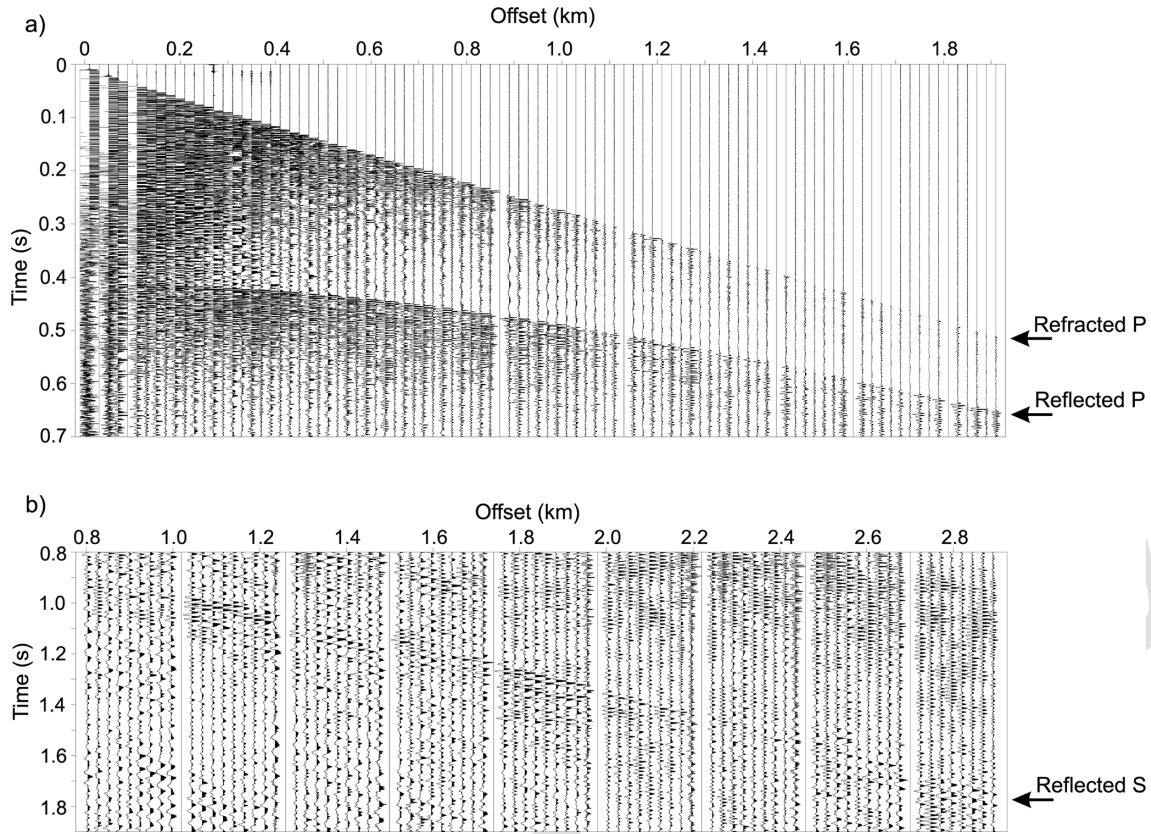 a)
Offset (km)
0 0.2 0.4 0.6 0.8 1.0 1.2 1.4 1.6 1.8
Time (s)
0
0.1
0.2
0.3
0.4
0.5
0.6
0.7
Refracted P
Reflected P
b)
Offset (km)
0.8 1.0 1.2 1.4 1.6 1.8 2.0 2.2 2.4 2.6 2.8
Time (s)
0.8
1.0
1.2
1.4
1.6
1.8
Reflected S